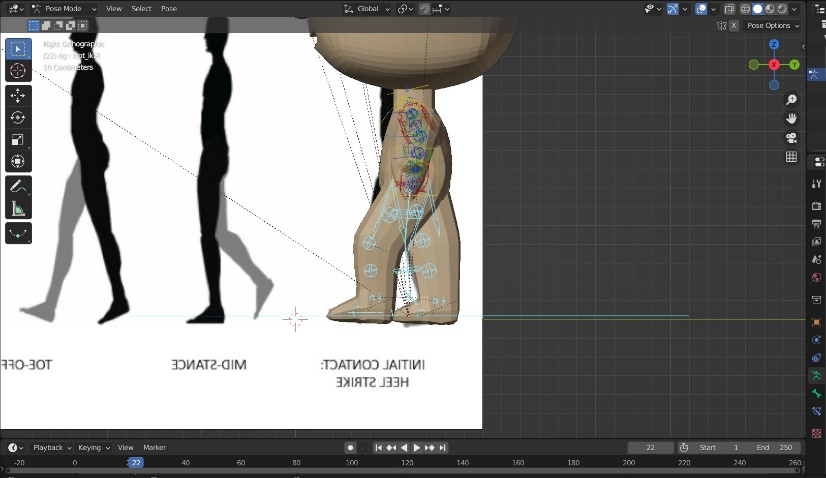 Pose Mode View Select Pose Global Pose Options
X
Right Orthographic
10 Centimeters
Z
X Y
TOE-OFF MID-STANCE INITIAL CONTACT:
HEEL STRIKE
Playback Keying View Marker 22 Start 1 End 250
-20 0 22 40 60 80 100 120 140 160 180 200 220 240 260